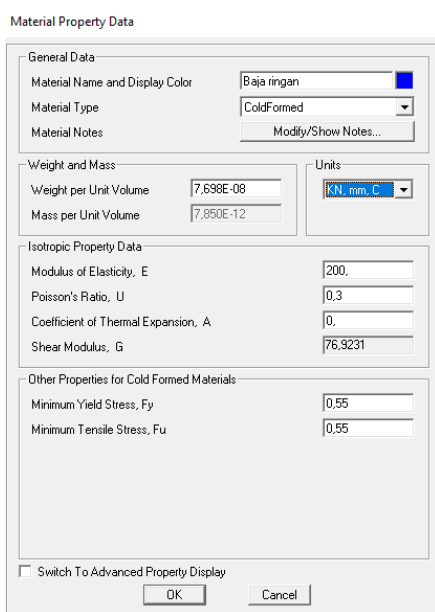 Material Property Data
General Data
Material Name and Display Color Baja ringan
Material Type ColdFormed
Material Notes Modify/Show Notes...
Weight and Mass Units
Weight per Unit Volume 7,698E-08 KN, mm, C
Mass per Unit Volume 7,850E-12
Isotropic Property Data
Modulus of Elasticity, E 200,
Poisson's Ratio, U 0,3
Coefficient of Thermal Expansion, A 0,
Shear Modulus, G 76,9231
Other Properties for Cold Formed Materials
Minimum Yield Stress, Fy 0,55
Minimum Tensile Stress, Fu 0,55
Switch To Advanced Property Display
OK Cancel